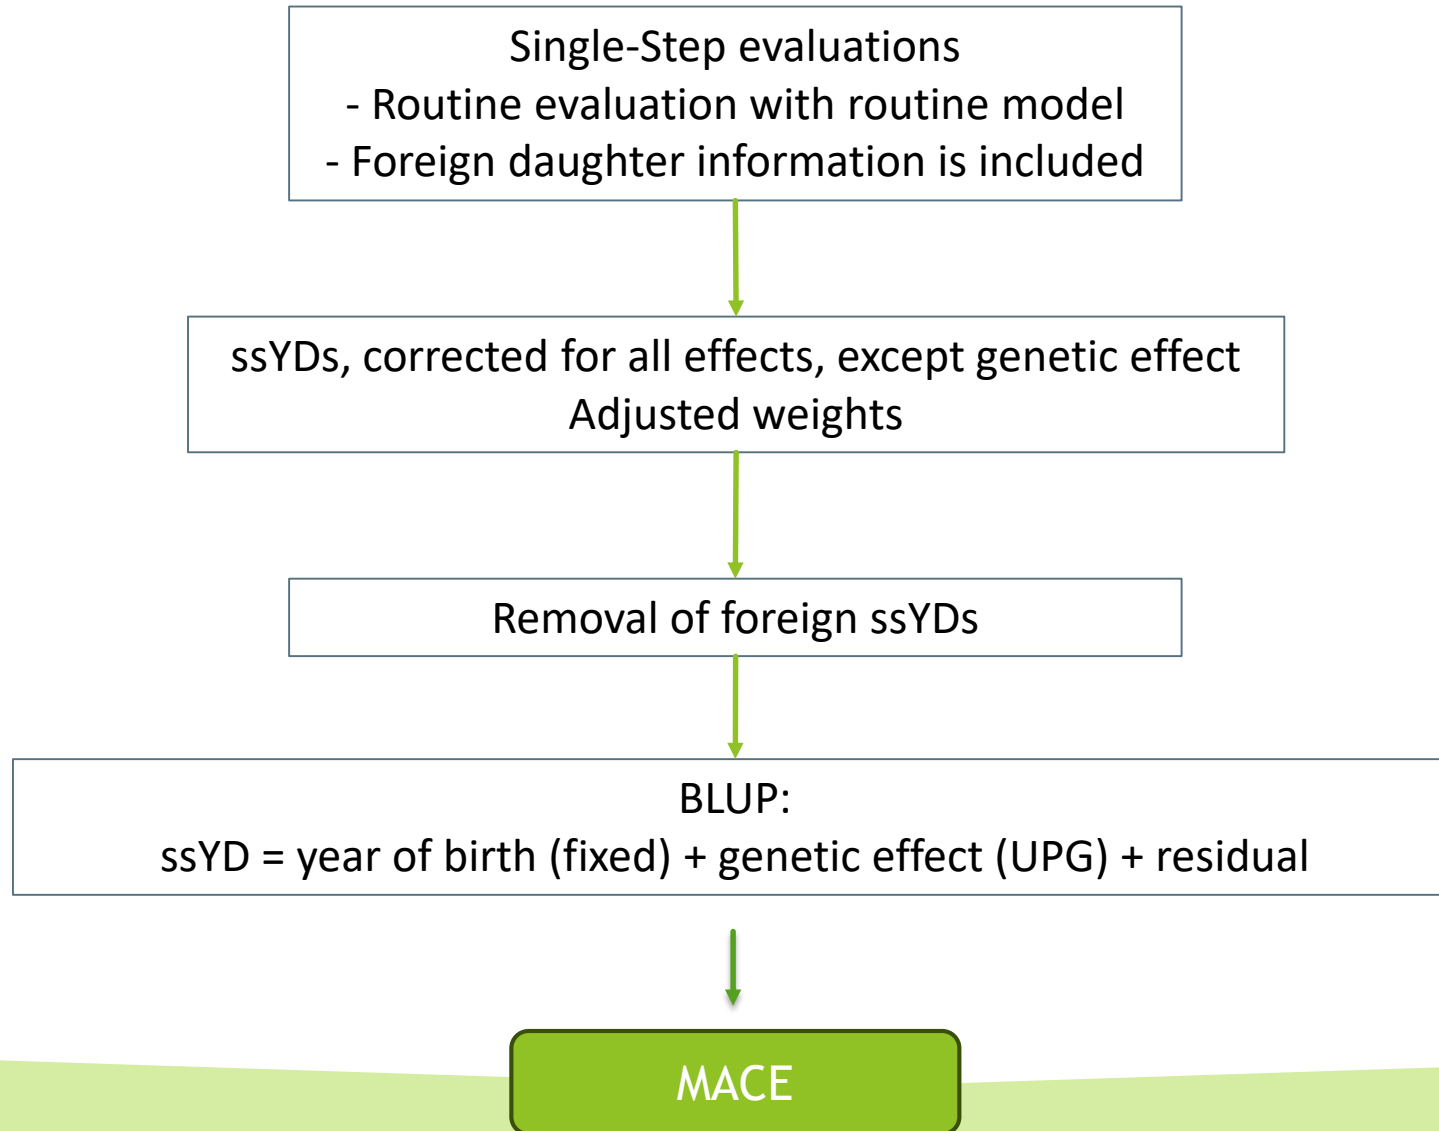 Single-Step evaluations
- Routine evaluation with routine model
- Foreign daughter information is included
ssYDs, corrected for all effects, except genetic effect
Adjusted weights
Removal of foreign ssYDs
BLUP:
ssYD = year of birth (fixed) + genetic effect (UPG) + residual
MACE